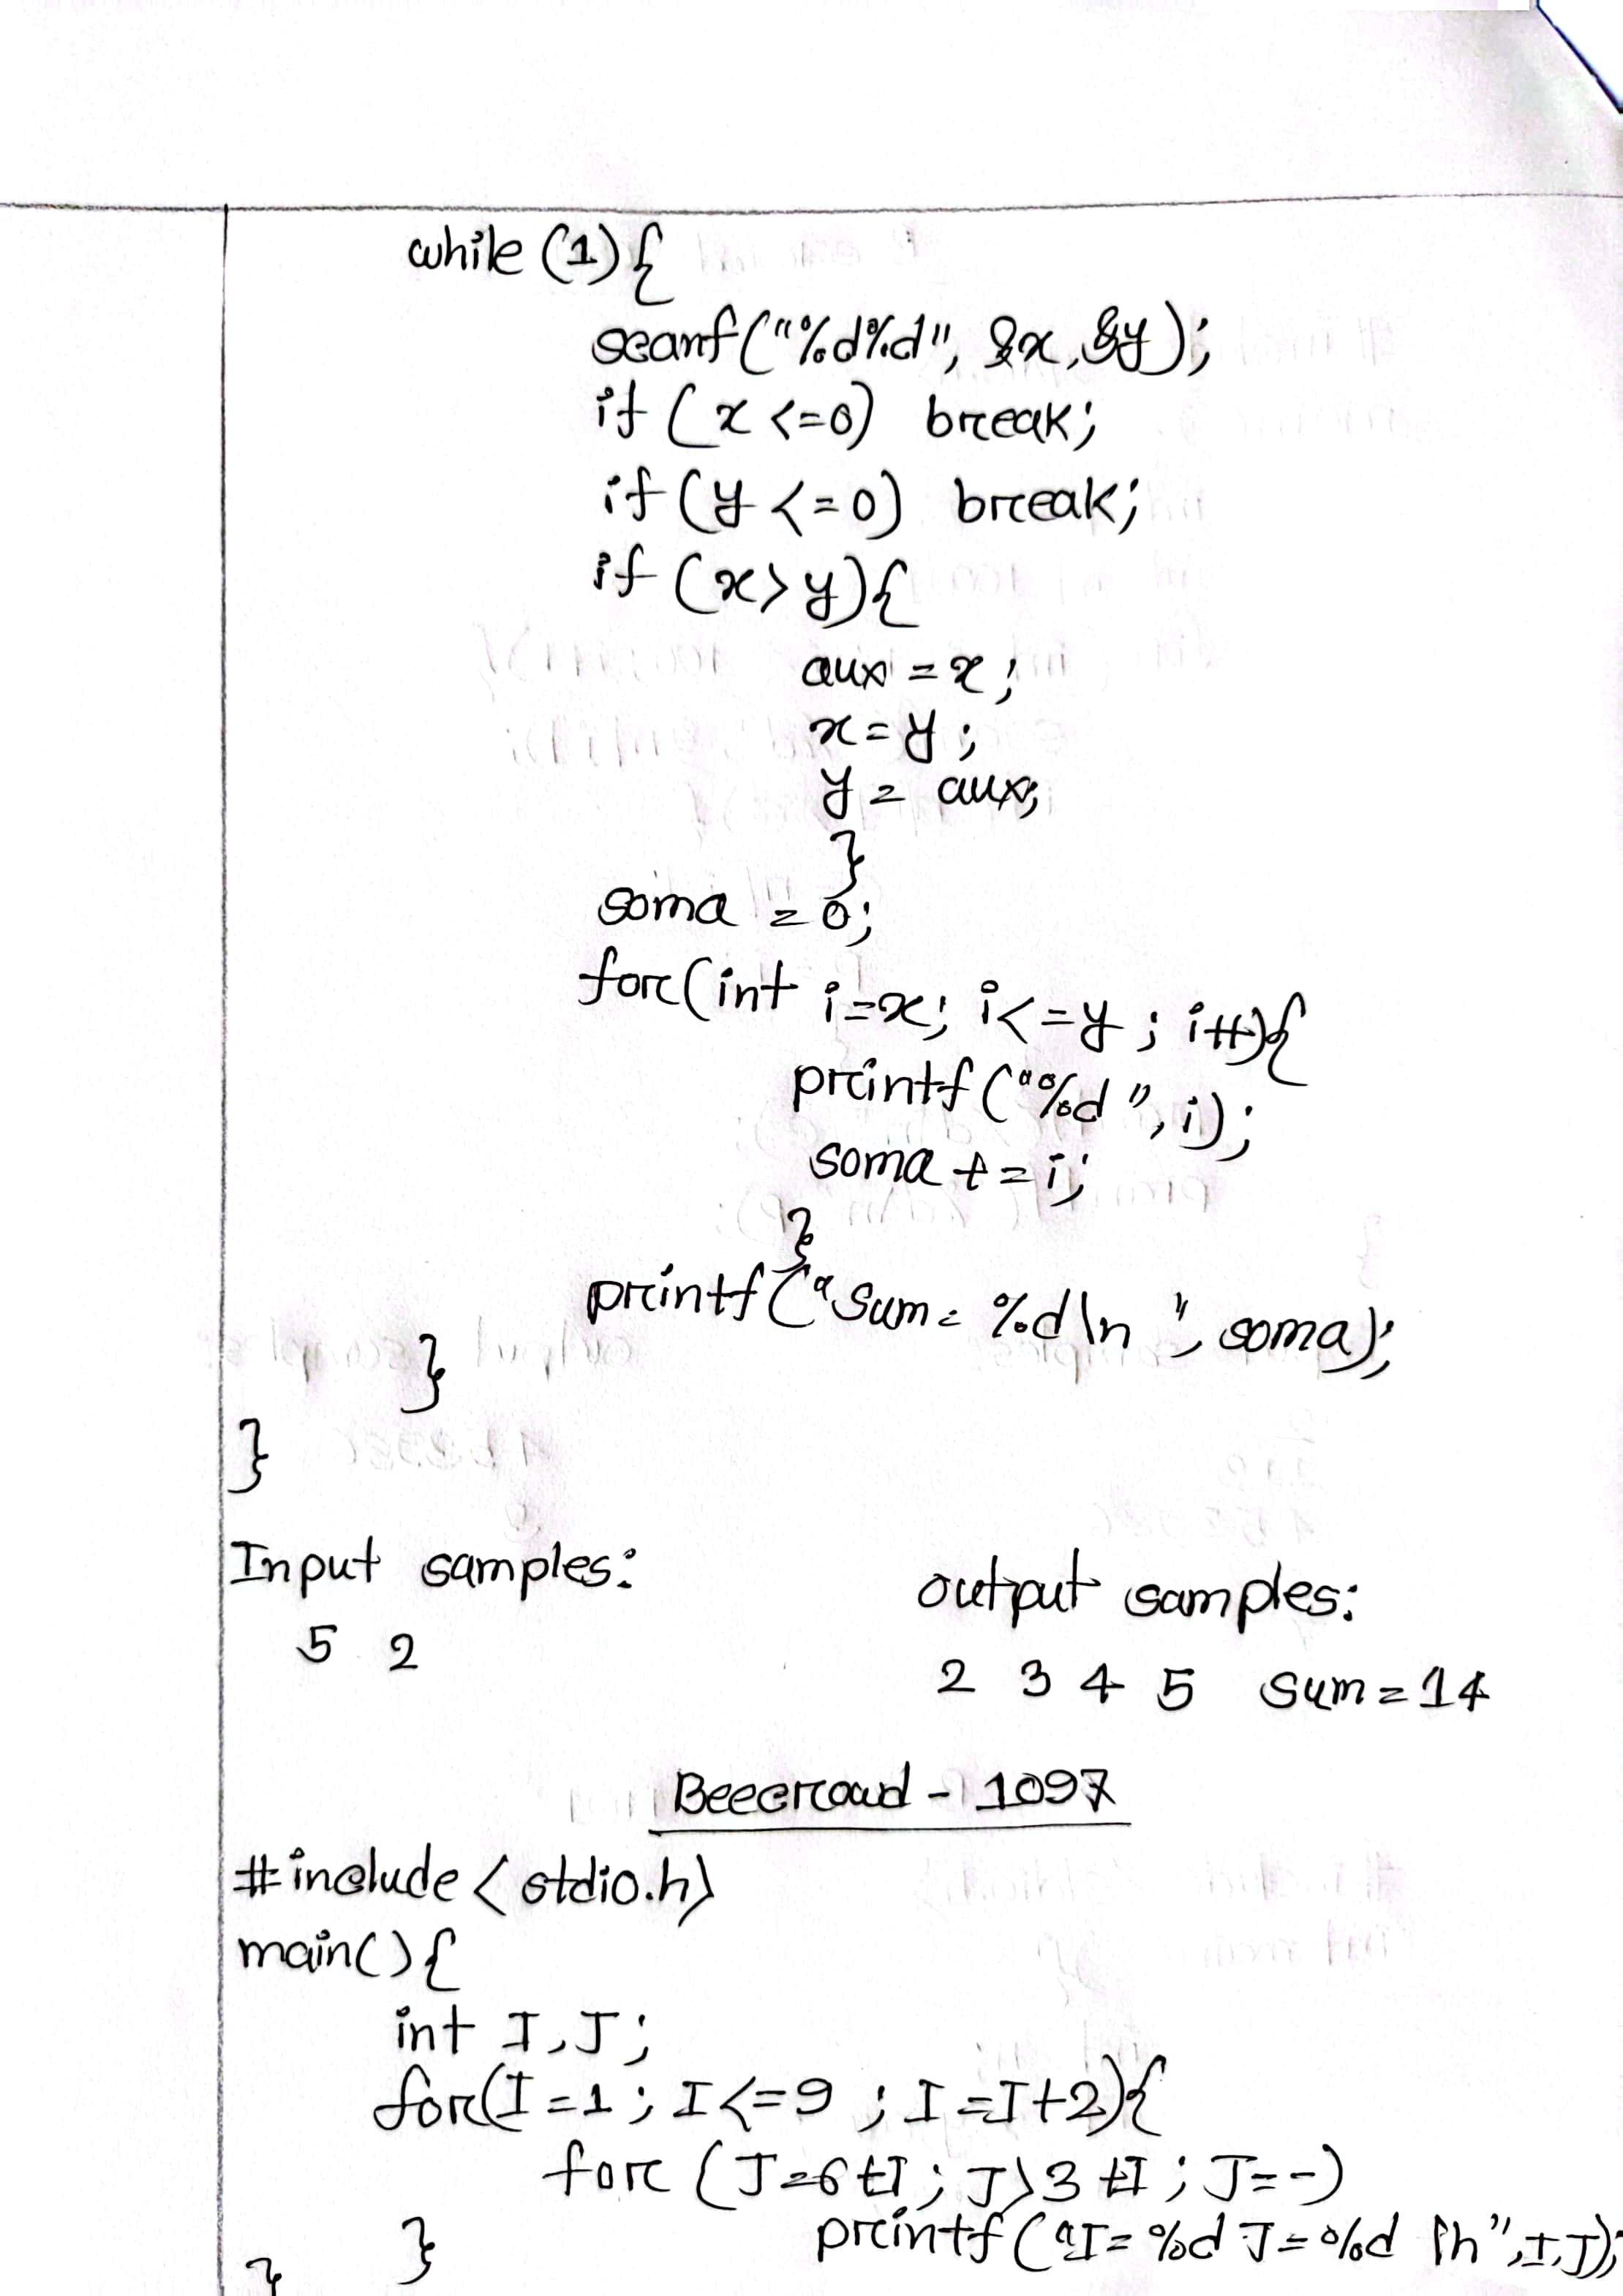 while (1){
scanf("%d%d", &x, &y);
if (x <=0) break;
if (y <=0) break;
if (x>y){
aux = x;
x=y;
y= aux;
}
soma = 0;
for(int i=x; i<=y; i++){
printf("%d ", i);
soma += i;
}
printf("Sum= %d\n ", soma);
}
}
Input samples: output samples:
5 2 2 3 4 5 Sum=14
Beecroowd - 1097
#include <stdio.h>
main(){
int I,J;
for(I=1; I<=9; I=I+2){
for (J=6+I; J>3+I; J=-)
printf("I=%d J=%d \n", I,J);
}
}